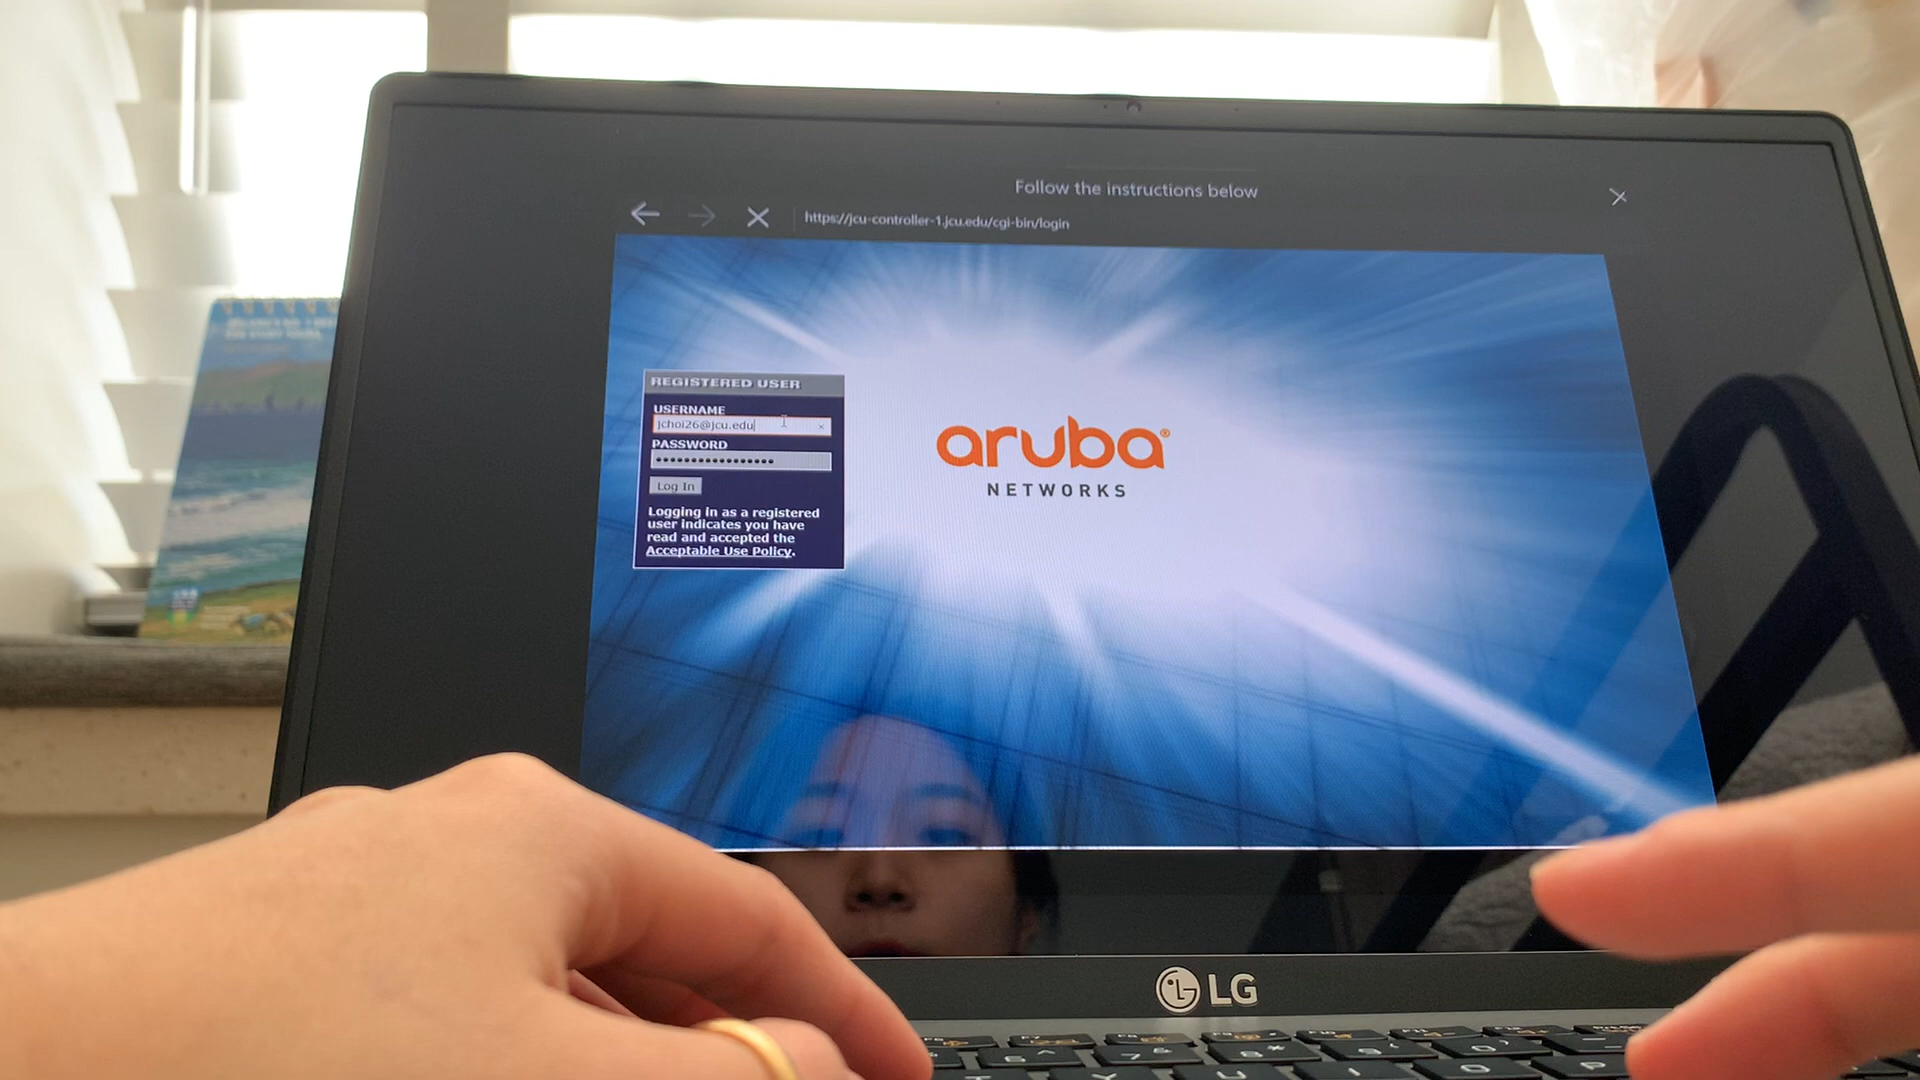 Follow the instructions below
https://jcu-controller-1.jcu.edu/cgi-bin/login
REGISTERED USER
USERNAME
jchoi26@jcu.edu
PASSWORD
••••••••••••••••••
Log In
Logging in as a registered
user indicates you have
read and accepted the
Acceptable Use Policy.
aruba®
NETWORKS
LG